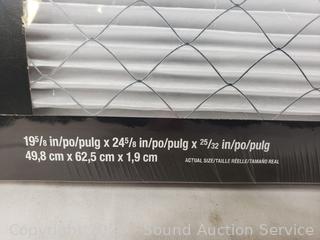 19⁵/₈ in/po/pulg x 24⁵/₈ in/po/pulg x ²⁵/₃₂ in/po/pulg
49,8 cm x 62,5 cm x 1,9 cm
ACTUAL SIZE/TAILLE RÉELLE/TAMAÑO REAL
Sound Auction Service